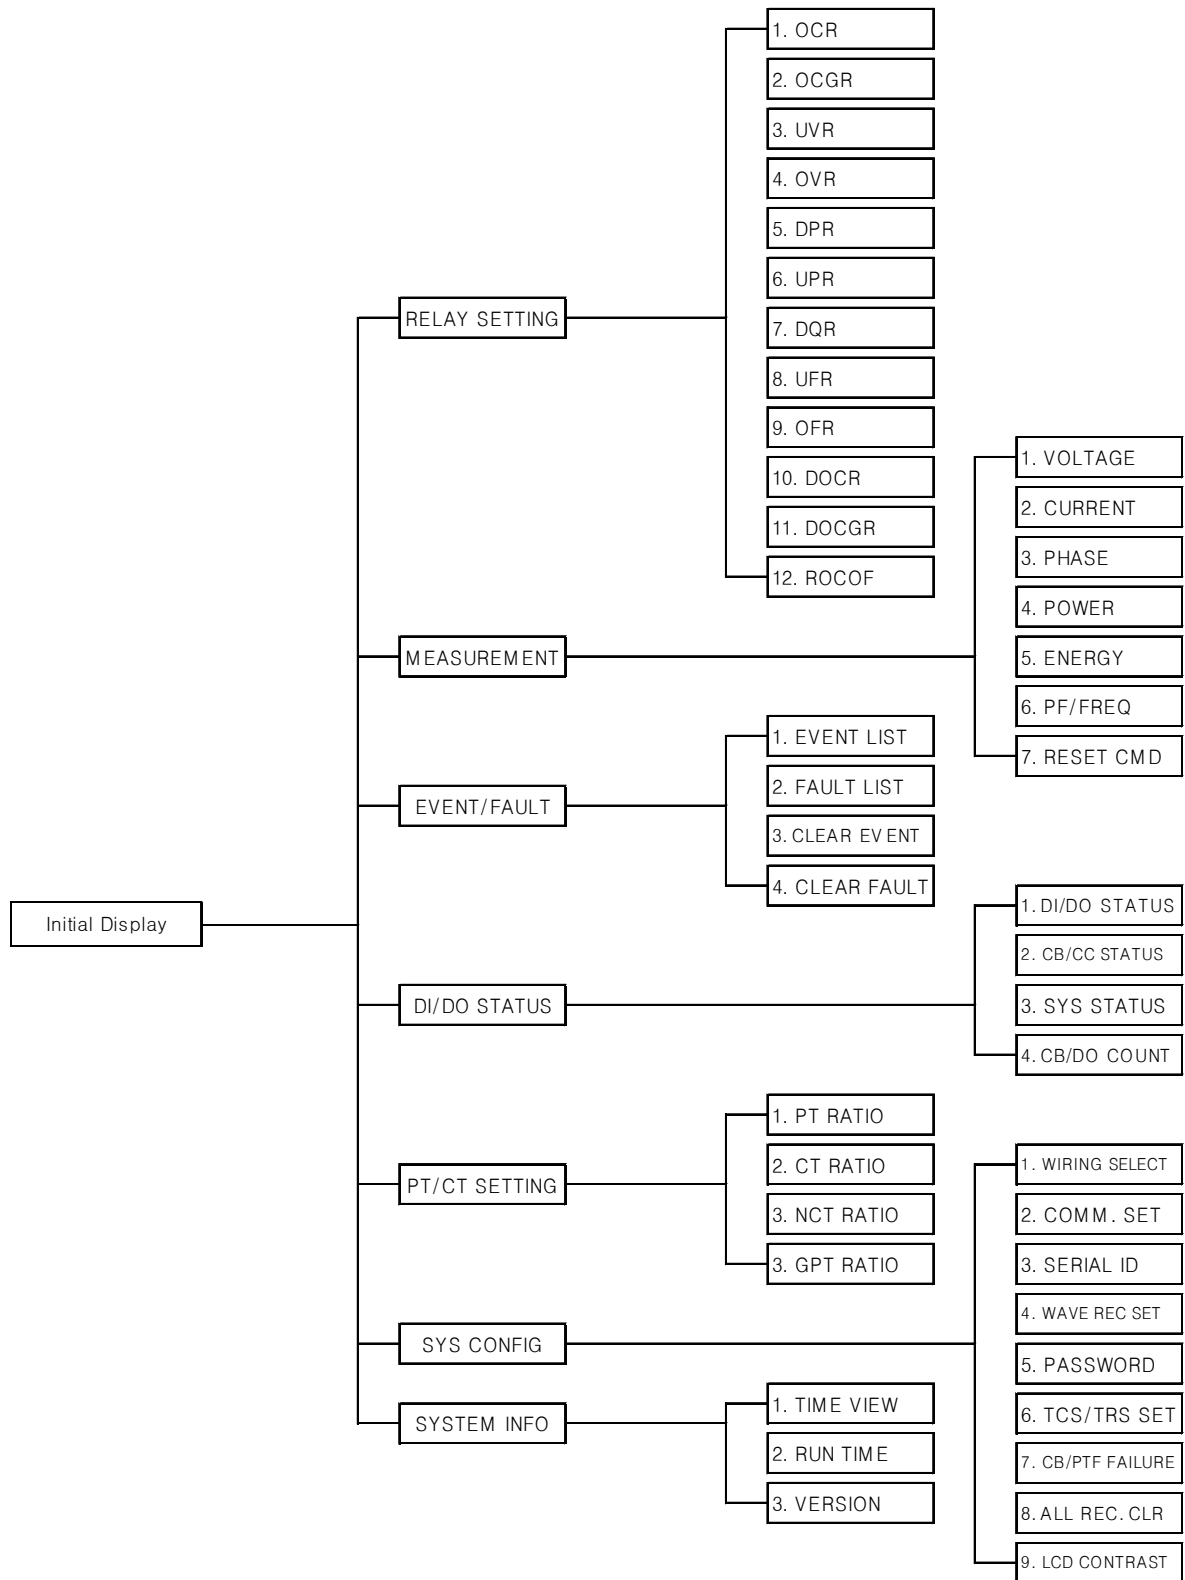 Initial Display
RELAY SETTING
1. OCR
2. OCGR
3. UVR
4. OVR
5. DPR
6. UPR
7. DQR
8. UFR
9. OFR
10. DOCR
11. DOCGR
12. ROCOF
MEASUREMENT
1. VOLTAGE
2. CURRENT
3. PHASE
4. POWER
5. ENERGY
6. PF/FREQ
7. RESET CMD
EVENT/FAULT
1. EVENT LIST
2. FAULT LIST
3. CLEAR EVENT
4. CLEAR FAULT
DI/DO STATUS
1. DI/DO STATUS
2. CB/CC STATUS
3. SYS STATUS
4. CB/DO COUNT
PT/CT SETTING
1. PT RATIO
2. CT RATIO
3. NCT RATIO
3. GPT RATIO
SYS CONFIG
1. WIRING SELECT
2. COMM. SET
3. SERIAL ID
4. WAVE REC SET
5. PASSWORD
6. TCS/TRS SET
7. CB/PTF FAILURE
8. ALL REC. CLR
9. LCD CONTRAST
SYSTEM INFO
1. TIME VIEW
2. RUN TIME
3. VERSION